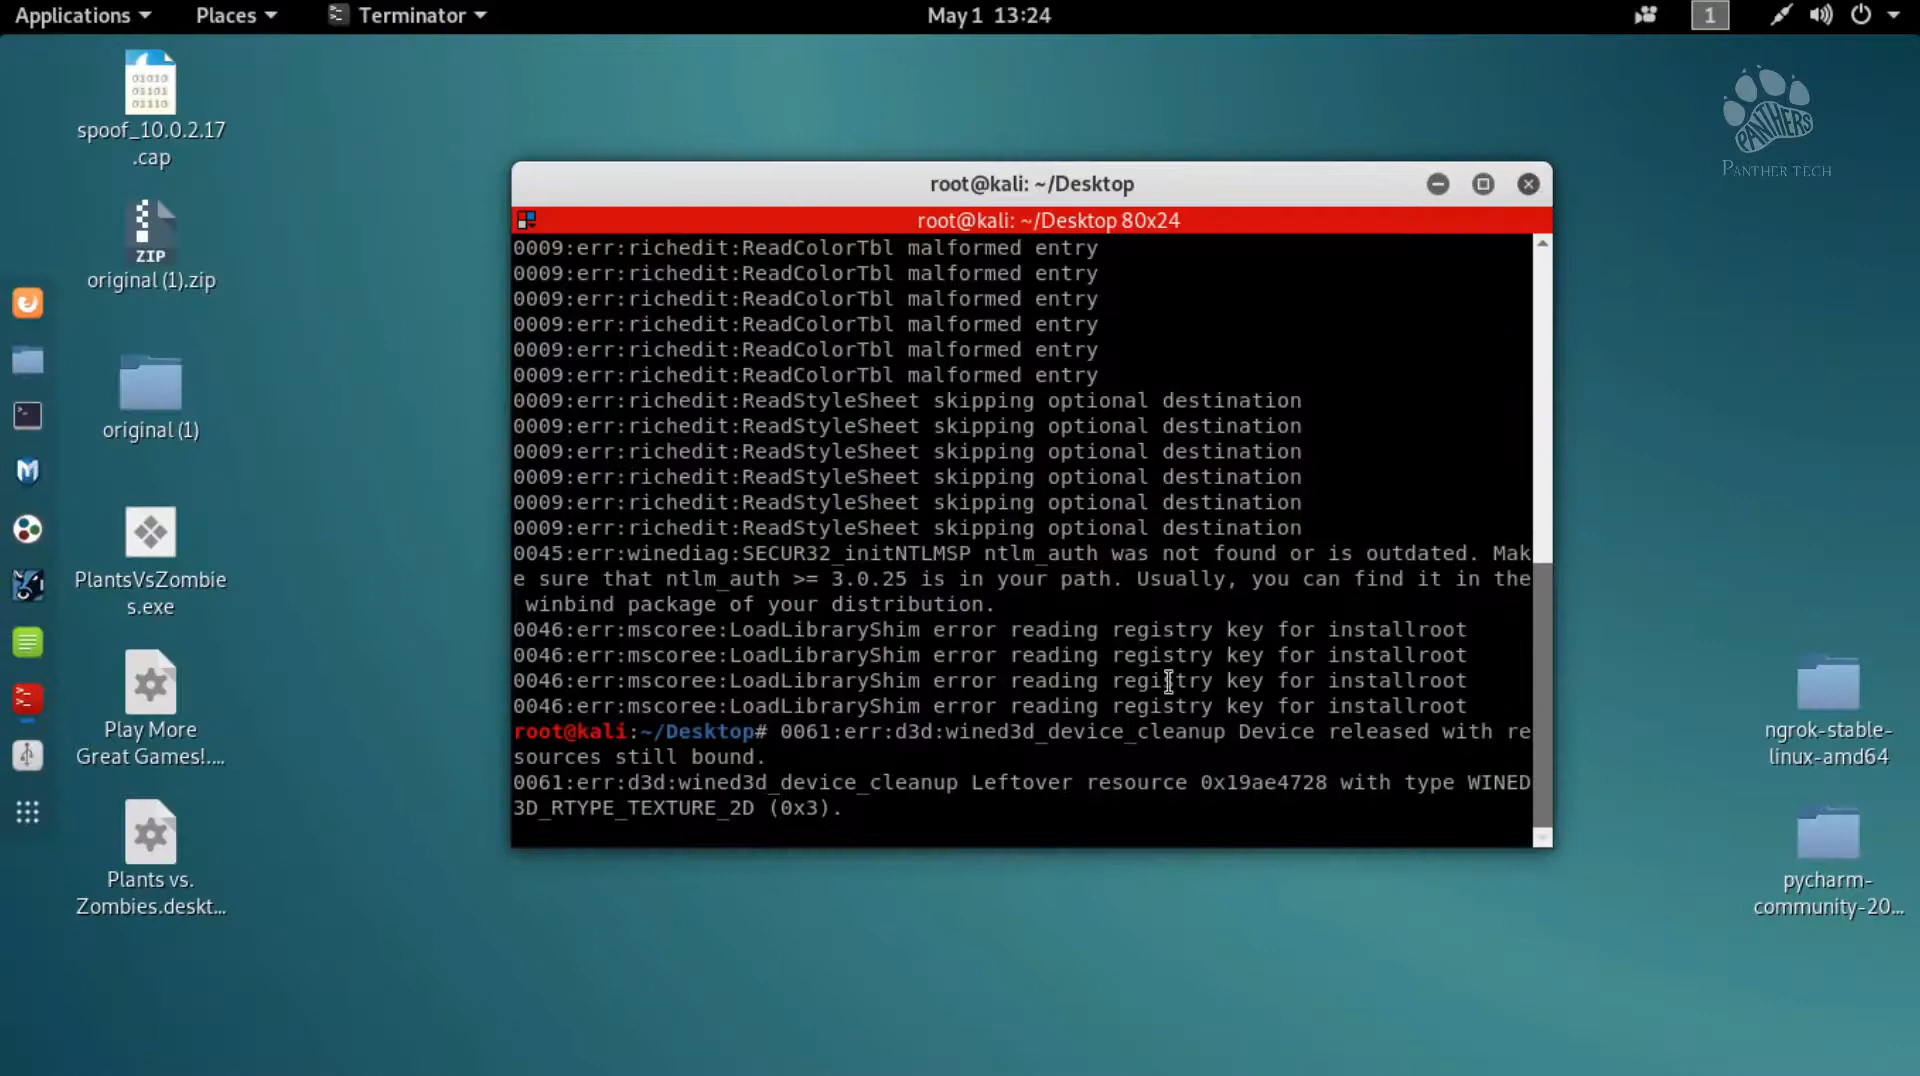 Applications
Places
Terminator
May 1 13:24
1
01010
01101
01110
spoof_10.0.2.17
.cap
ZIP
original (1).zip
original (1)
PlantsVsZombie
s.exe
Play More
Great Games!....
Plants vs.
Zombies.deskt...
PANTHERS
PANTHER TECH
root@kali: ~/Desktop
root@kali: ~/Desktop 80x24
0009:err:richedit:ReadColorTbl malformed entry
0009:err:richedit:ReadColorTbl malformed entry
0009:err:richedit:ReadColorTbl malformed entry
0009:err:richedit:ReadColorTbl malformed entry
0009:err:richedit:ReadColorTbl malformed entry
0009:err:richedit:ReadColorTbl malformed entry
0009:err:richedit:ReadStyleSheet skipping optional destination
0009:err:richedit:ReadStyleSheet skipping optional destination
0009:err:richedit:ReadStyleSheet skipping optional destination
0009:err:richedit:ReadStyleSheet skipping optional destination
0009:err:richedit:ReadStyleSheet skipping optional destination
0009:err:richedit:ReadStyleSheet skipping optional destination
0045:err:winediag:SECUR32_initNTLMSP ntlm_auth was not found or is outdated. Mak
e sure that ntlm_auth >= 3.0.25 is in your path. Usually, you can find it in the
winbind package of your distribution.
0046:err:mscoree:LoadLibraryShim error reading registry key for installroot
0046:err:mscoree:LoadLibraryShim error reading registry key for installroot
0046:err:mscoree:LoadLibraryShim error reading registry key for installroot
0046:err:mscoree:LoadLibraryShim error reading registry key for installroot
root@kali:~/Desktop# 0061:err:d3d:wined3d_device_cleanup Device released with re
sources still bound.
0061:err:d3d:wined3d_device_cleanup Leftover resource 0x19ae4728 with type WINED
3D_RTYPE_TEXTURE_2D (0x3).
ngrok-stable-
linux-amd64
pycharm-
community-20...